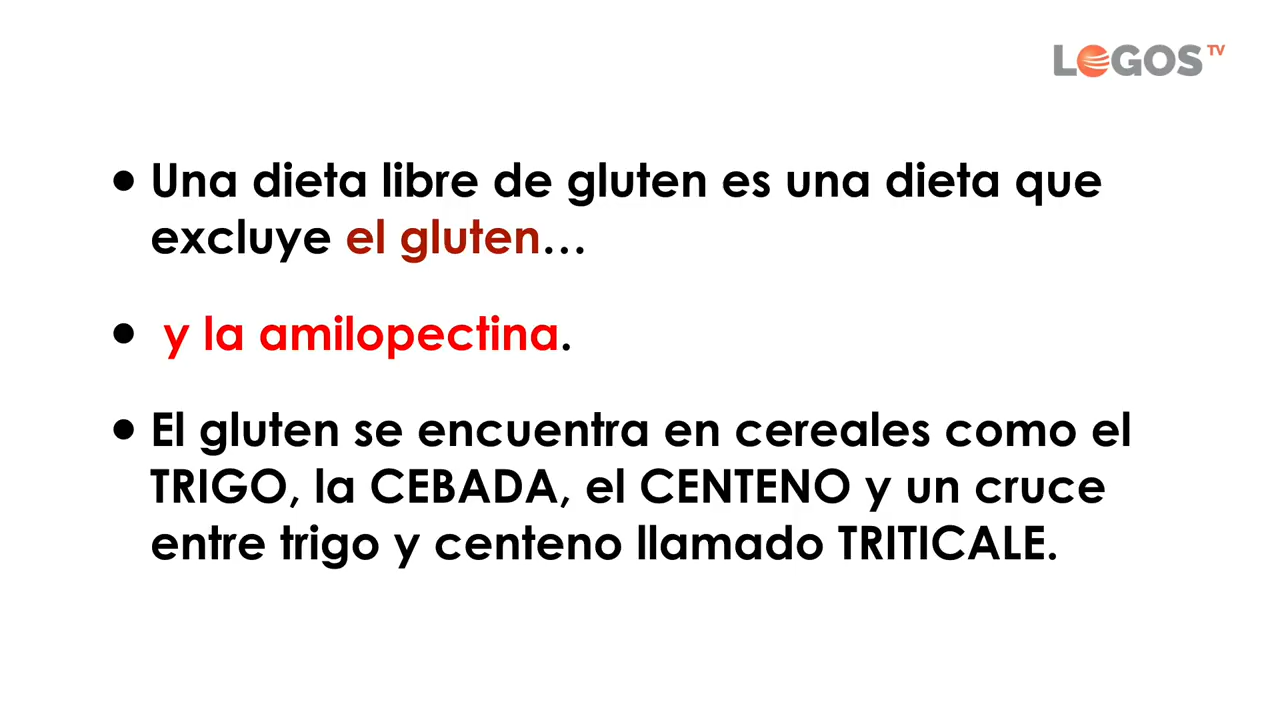 LOGOS TV
• Una dieta libre de gluten es una dieta que
excluye el gluten…
• y la amilopectina.
• El gluten se encuentra en cereales como el
TRIGO, la CEBADA, el CENTENO y un cruce
entre trigo y centeno llamado TRITICALE.